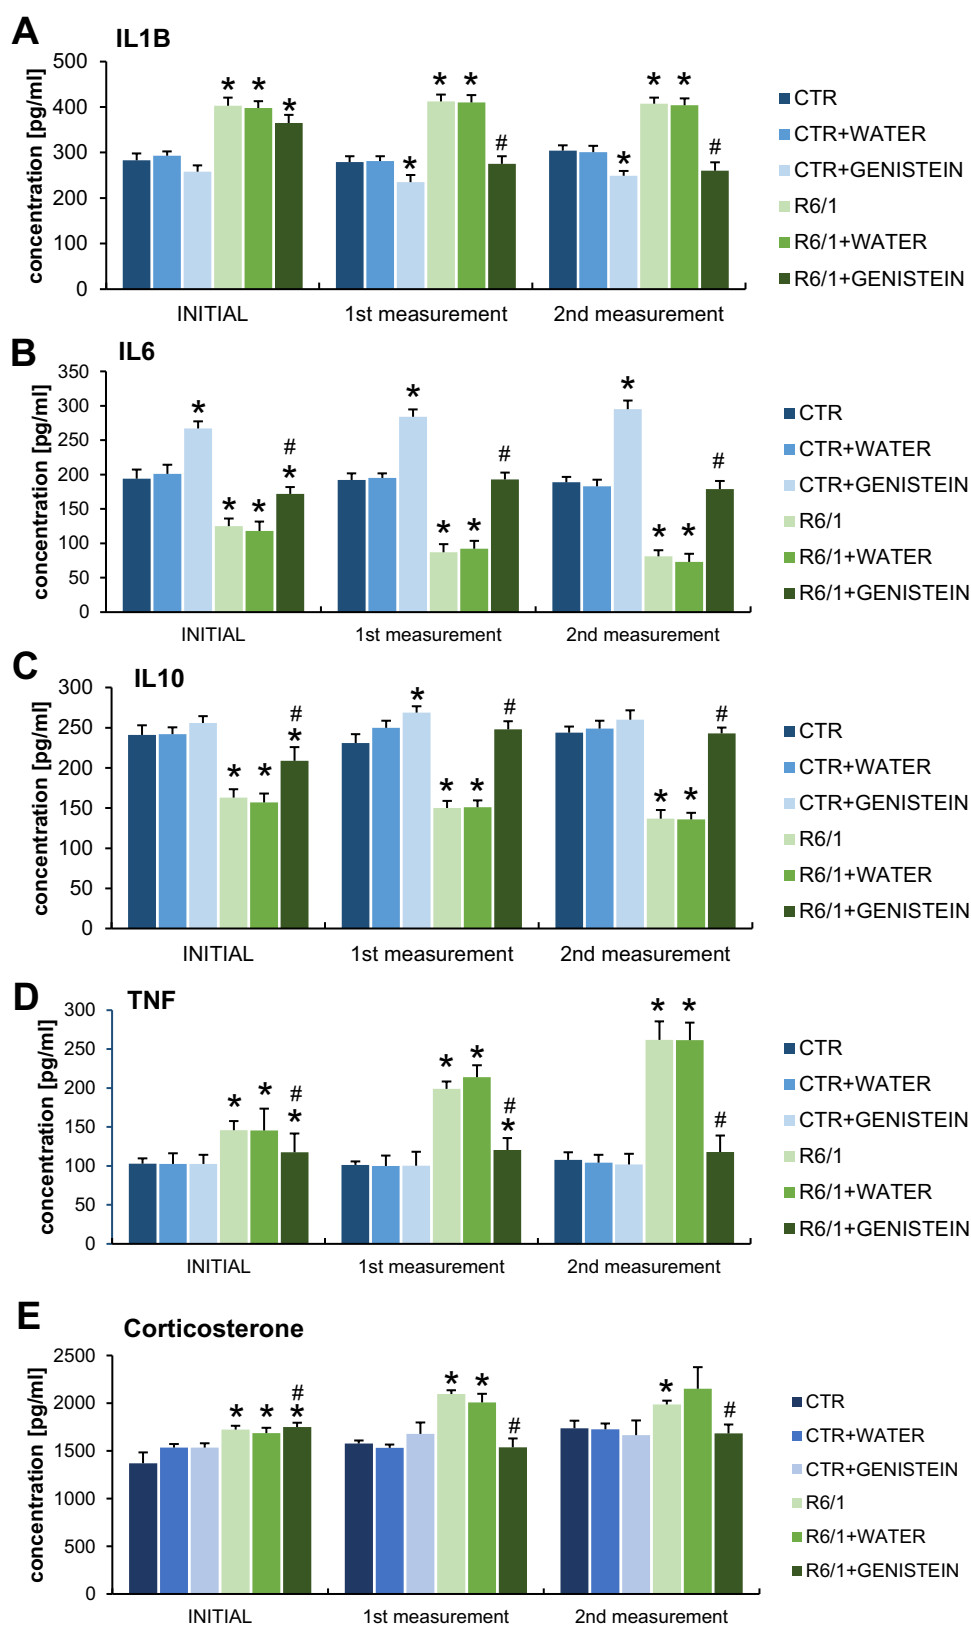 A
IL1B
concentration [pg/ml]
500
400
300
200
100
0
* * *
* * * #
* * * #
INITIAL
1st measurement
2nd measurement
CTR
CTR+WATER
CTR+GENISTEIN
R6/1
R6/1+WATER
R6/1+GENISTEIN
B
IL6
concentration [pg/ml]
350
300
250
200
150
100
50
0
* * * # *
* * * #
* * * #
INITIAL
1st measurement
2nd measurement
CTR
CTR+WATER
CTR+GENISTEIN
R6/1
R6/1+WATER
R6/1+GENISTEIN
C
IL10
concentration [pg/ml]
300
250
200
150
100
50
0
* * # *
* * * #
* * #
INITIAL
1st measurement
2nd measurement
CTR
CTR+WATER
CTR+GENISTEIN
R6/1
R6/1+WATER
R6/1+GENISTEIN
D
TNF
concentration [pg/ml]
300
250
200
150
100
50
0
* * # *
* * # *
* * #
INITIAL
1st measurement
2nd measurement
CTR
CTR+WATER
CTR+GENISTEIN
R6/1
R6/1+WATER
R6/1+GENISTEIN
E
Corticosterone
concentration [pg/ml]
2500
2000
1500
1000
500
0
* * # *
* * #
* #
INITIAL
1st measurement
2nd measurement
CTR
CTR+WATER
CTR+GENISTEIN
R6/1
R6/1+WATER
R6/1+GENISTEIN